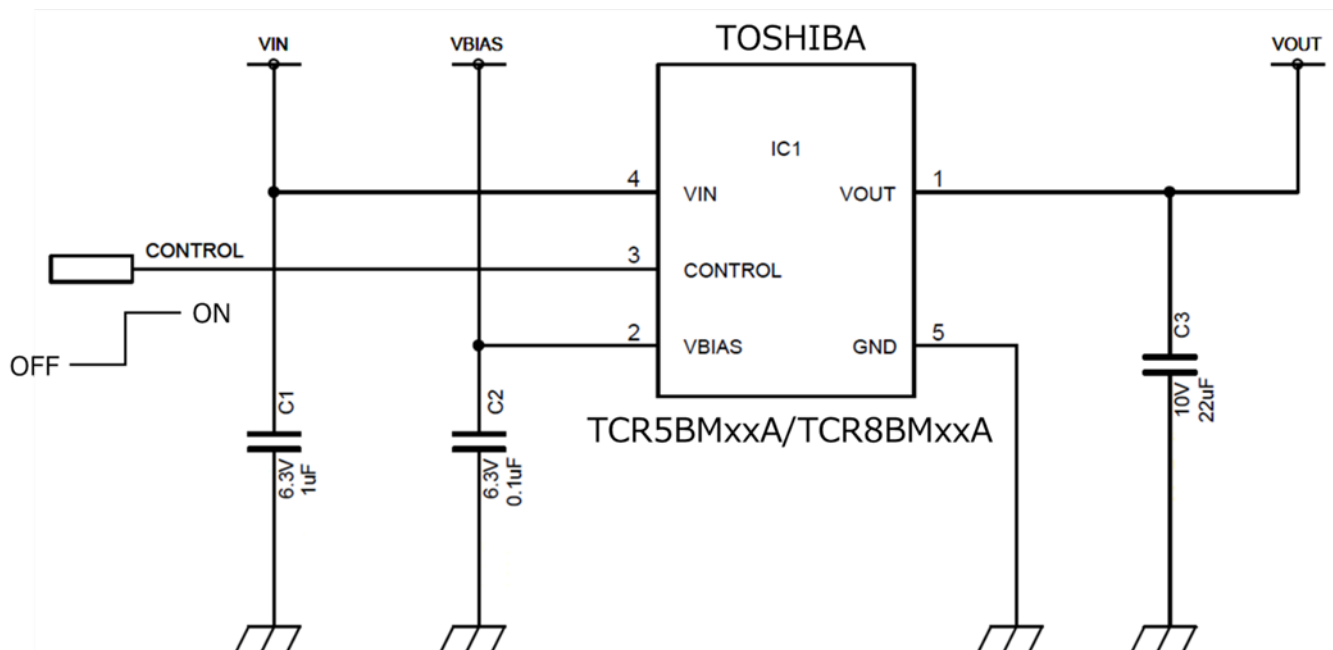 TOSHIBA
VIN
VBIAS
VOUT
IC1
4
VIN
VOUT
1
CONTROL
3
CONTROL
ON
OFF
2
VBIAS
GND
5
C1
6.3V
1uF
C2
6.3V
0.1uF
C3
10V
22uF
TCR5BMxxA/TCR8BMxxA